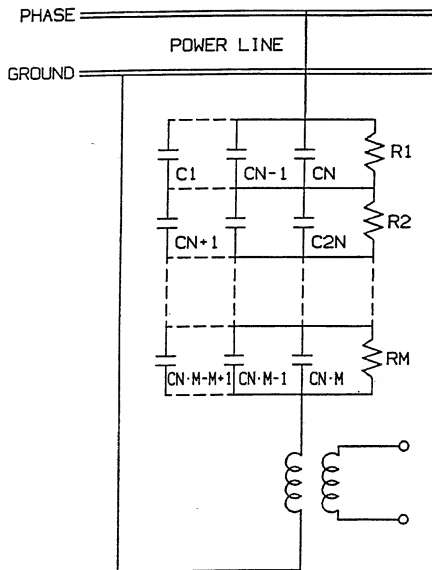 PHASE
POWER LINE
GROUND
C1
CN-1
CN
R1
CN+1
C2N
R2
CN·M-M+1
CN·M-1
CN·M
RM